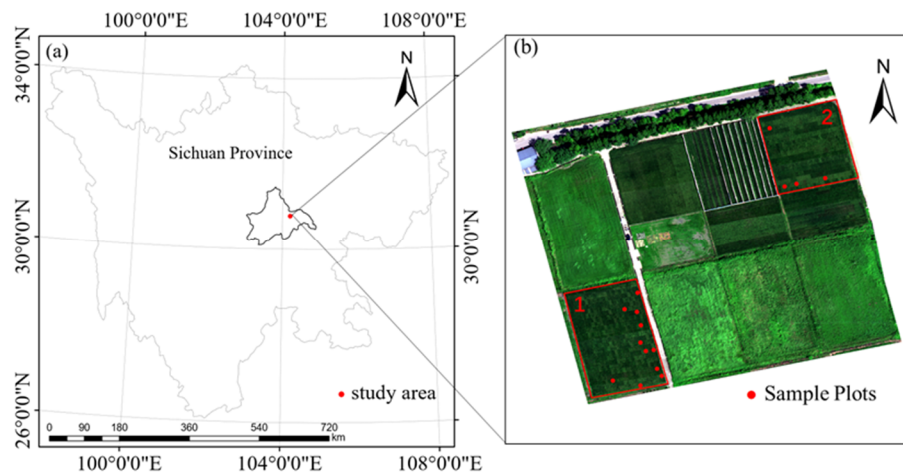 100°0'0"E 104°0'0"E 108°0'0"E
(a)
N
34°0'0"N
Sichuan Province
30°0'0"N
30°0'0"N
study area
26°0'0"N
0 90 180 360 540 720
km
100°0'0"E 104°0'0"E 108°0'0"E
(b)
N
2
1
Sample Plots